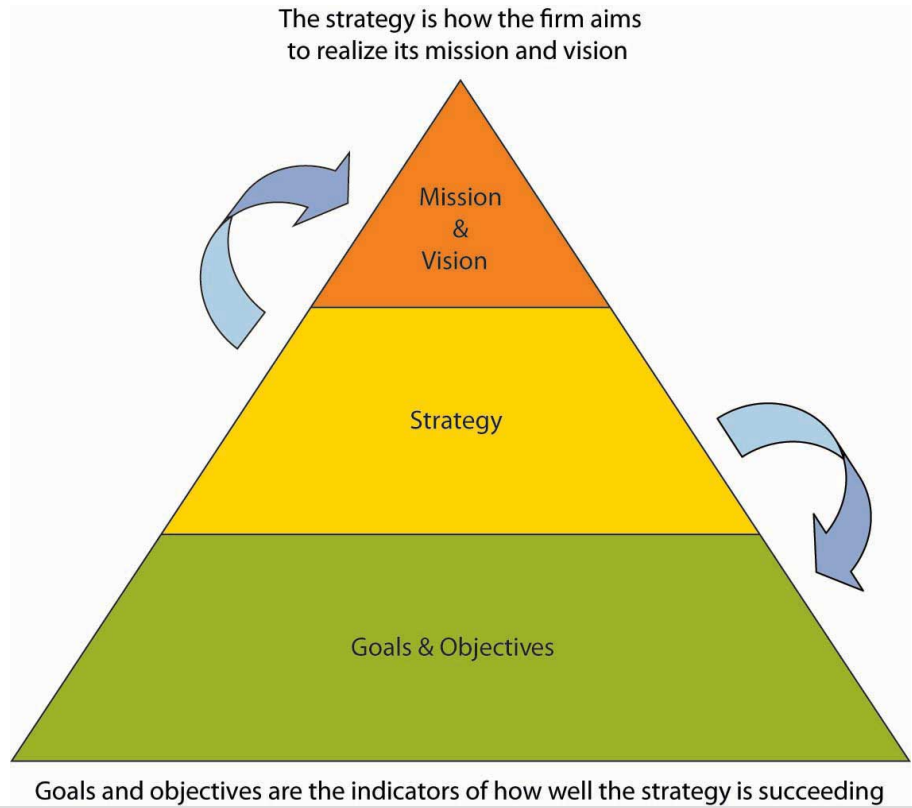 The strategy is how the firm aims
to realize its mission and vision
Mission
&
Vision
Strategy
Goals & Objectives
Goals and objectives are the indicators of how well the strategy is succeeding